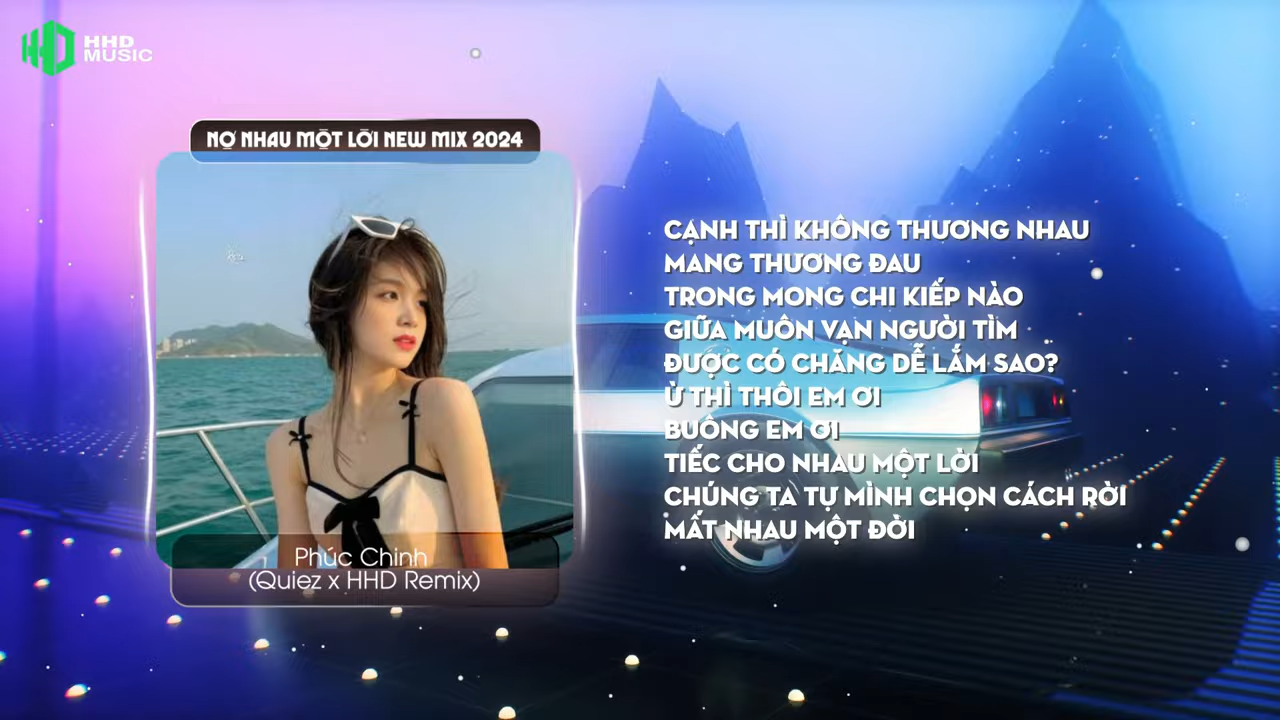 HHD
MUSIC
NỢ NHAU MỘT LỜI NEW MIX 2024
Phúc Chinh
(Quiez x HHD Remix)
CẠNH THÌ KHÔNG THƯƠNG NHAU
MANG THƯƠNG ĐAU
TRONG MONG CHI KIẾP NÀO
GIỮA MUÔN VẠN NGƯỜI TÌM
ĐƯỢC CÓ CHĂNG DỄ LẮM SAO?
Ừ THÌ THÔI EM ƠI
BUÔNG EM ƠI
TIẾC CHO NHAU MỘT LỜI
CHÚNG TA TỰ MÌNH CHỌN CÁCH RỜI
MẤT NHAU MỘT ĐỜI